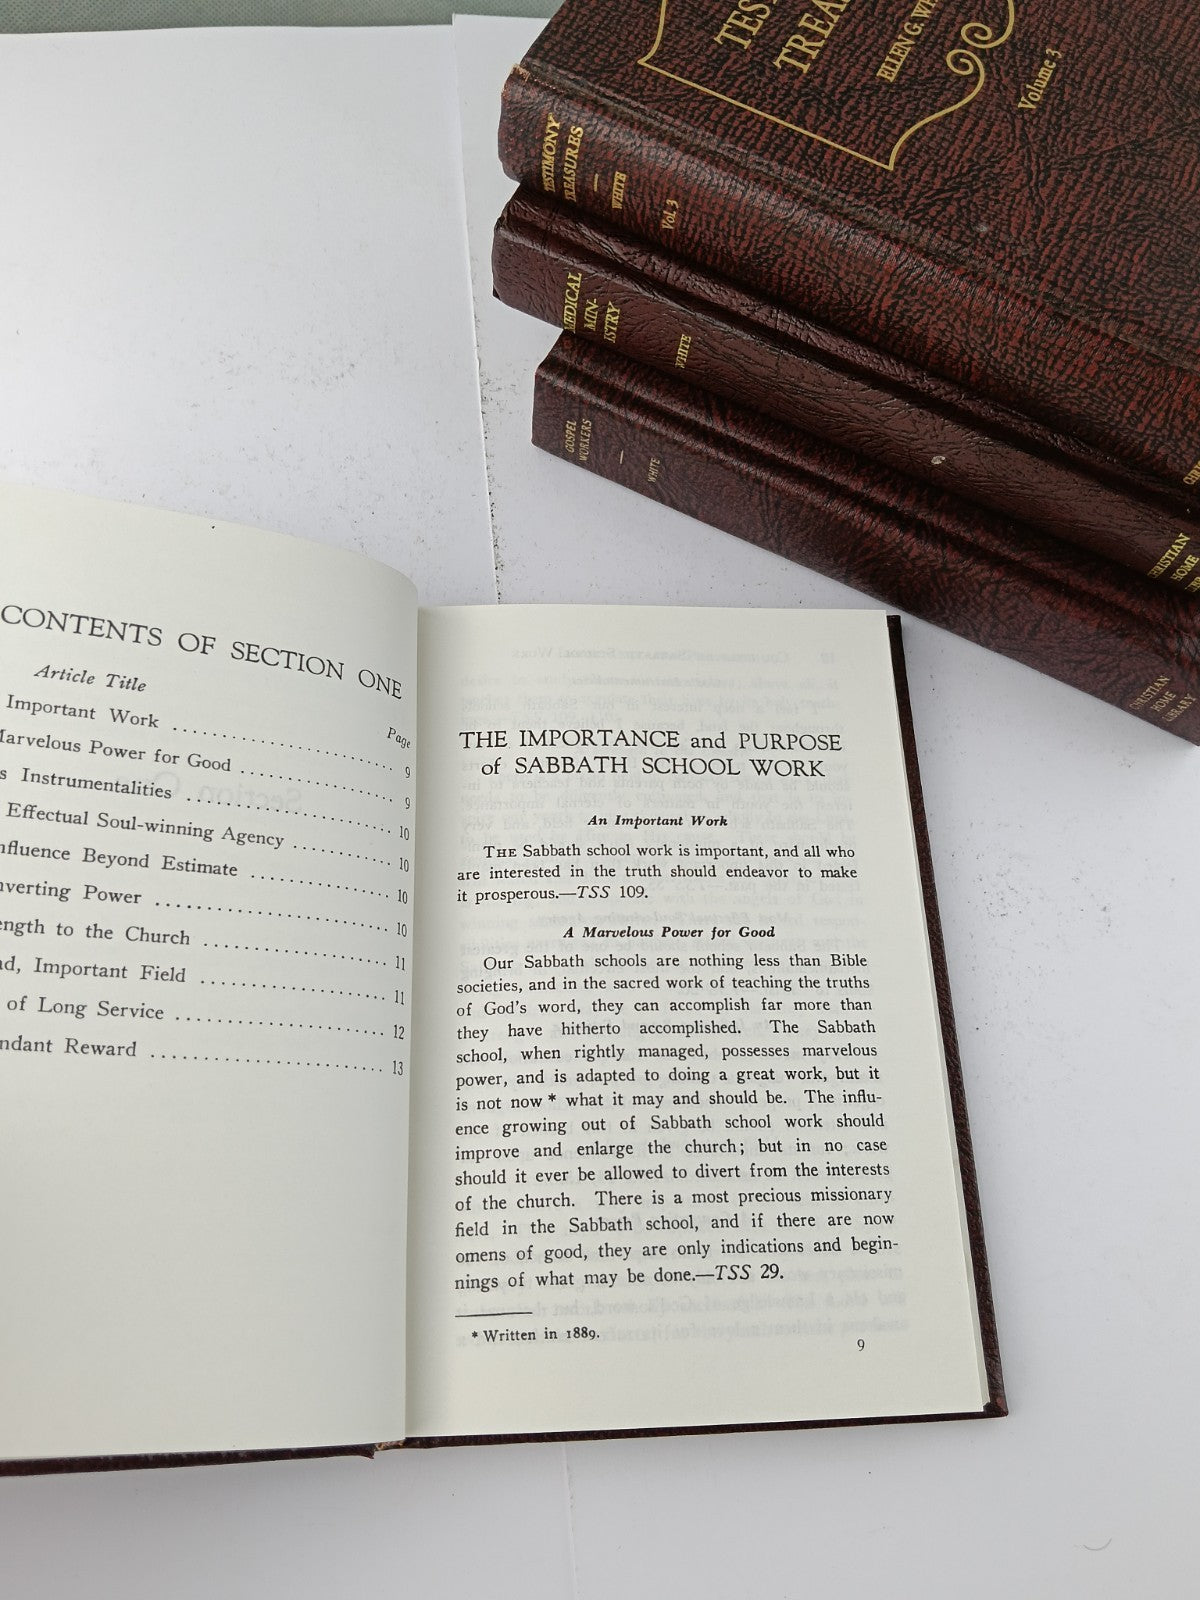 ELLEN G.
Volume 3
TESTIMONY
TREASURES
—
WHITE
Vol. 3
MEDICAL
MIN-
ISTRY
WHITE
CHRISTIAN
HOME
GOSPEL
WORKERS
—
WHITE
CHRISTIAN
HOME
LIBRARY
CONTENTS OF SECTION ONE
Article Title
Page
Important Work .................... 9
Marvelous Power for Good .................... 9
Instrumentalities .................... 10
Effectual Soul-winning Agency .................... 10
Influence Beyond Estimate .................... 10
Power .................... 10
to the Church .................... 11
Important Field .................... 11
of Long Service .................... 12
Reward .................... 13
THE IMPORTANCE and PURPOSE
of SABBATH SCHOOL WORK
An Important Work
THE Sabbath school work is important, and all who
are interested in the truth should endeavor to make
it prosperous.—TSS 109.
A Marvelous Power for Good
Our Sabbath schools are nothing less than Bible
societies, and in the sacred work of teaching the truths
of God's word, they can accomplish far more than
they have hitherto accomplished. The Sabbath
school, when rightly managed, possesses marvelous
power, and is adapted to doing a great work, but it
is not now * what it may and should be. The influ-
ence growing out of Sabbath school work should
improve and enlarge the church; but in no case
should it ever be allowed to divert from the interests
of the church. There is a most precious missionary
field in the Sabbath school, and if there are now
omens of good, they are only indications and begin-
nings of what may be done.—TSS 29.
* Written in 1889.
9